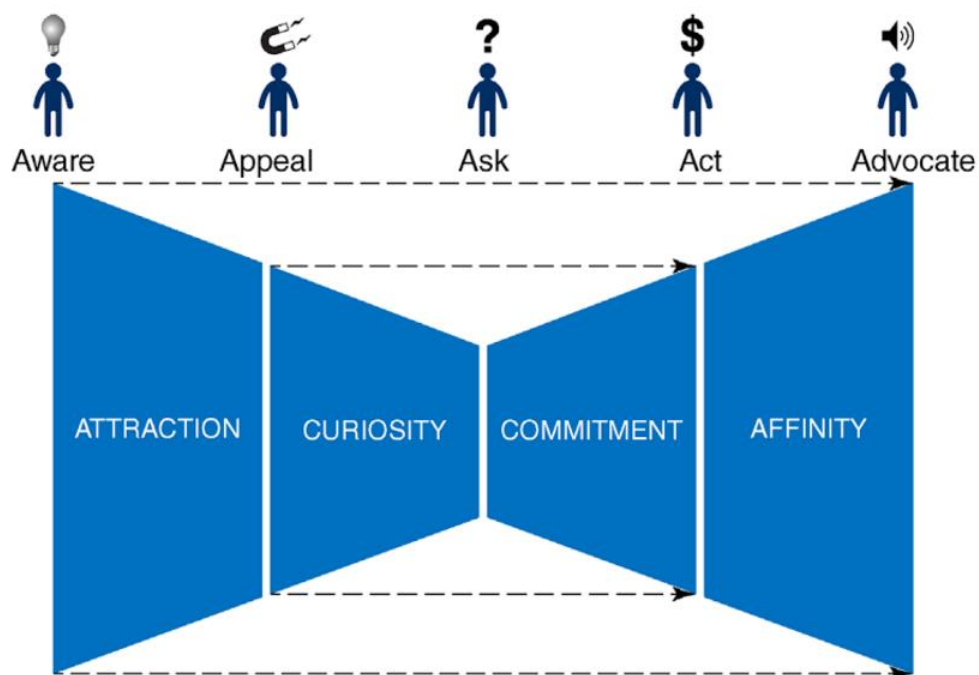 ?
$
Aware
Appeal
Ask
Act
Advocate
ATTRACTION
CURIOSITY
COMMITMENT
AFFINITY